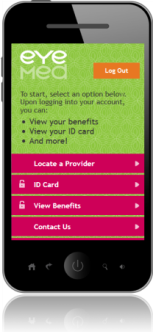 eye
med
Log Out
To start, select an option below.
Upon logging into your account,
you can:
• View your benefits
• View your ID card
• And more!
Locate a Provider
ID Card
View Benefits
Contact Us